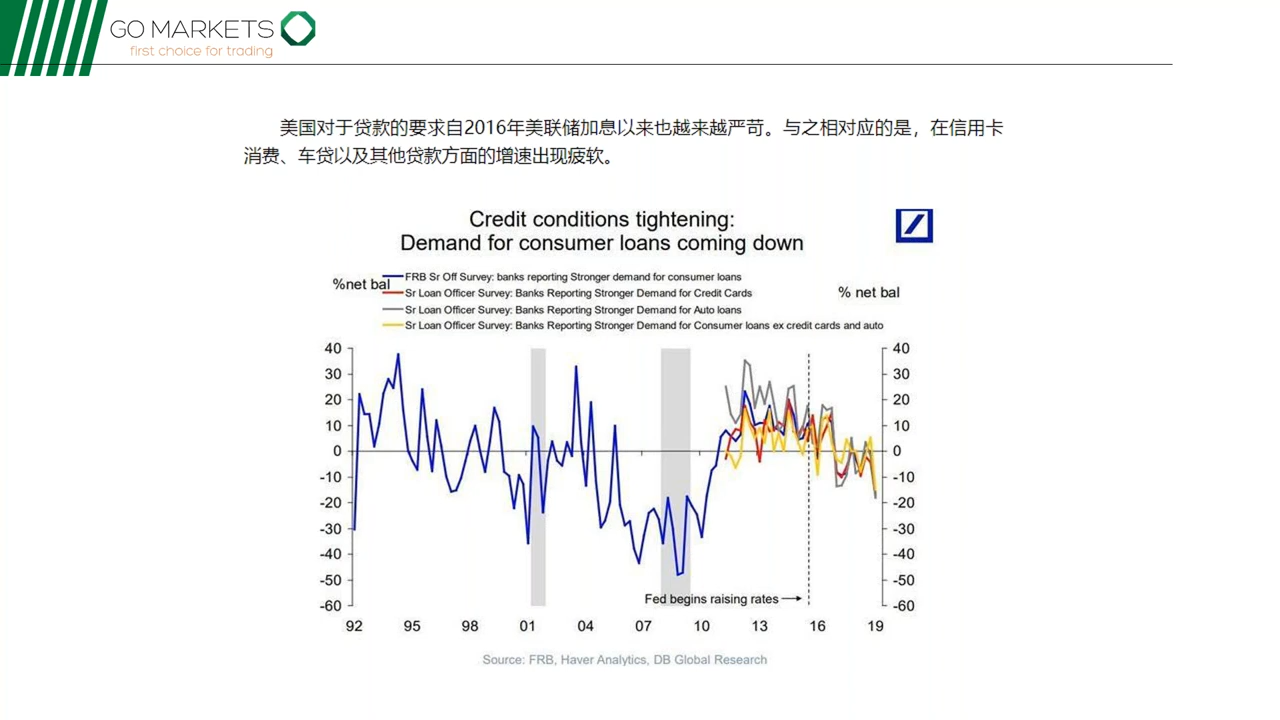 GO MARKETS
first choice for trading
美国对于贷款的要求自2016年美联储加息以来也越来越严苛。与之相对应的是，在信用卡
消费、车贷以及其他贷款方面的增速出现疲软。
Credit conditions tightening:
Demand for consumer loans coming down
%net bal
FRB Sr Off Survey: banks reporting Stronger demand for consumer loans
Sr Loan Officer Survey: Banks Reporting Stronger Demand for Credit Cards
% net bal
Sr Loan Officer Survey: Banks Reporting Stronger Demand for Auto loans
Sr Loan Officer Survey: Banks Reporting Stronger Demand for Consumer loans ex credit cards and auto
40 40
30 30
20 20
10 10
0 0
-10 -10
-20 -20
-30 -30
-40 -40
-50 -50
Fed begins raising rates
-60 -60
92 95 98 01 04 07 10 13 16 19
Source: FRB, Haver Analytics, DB Global Research